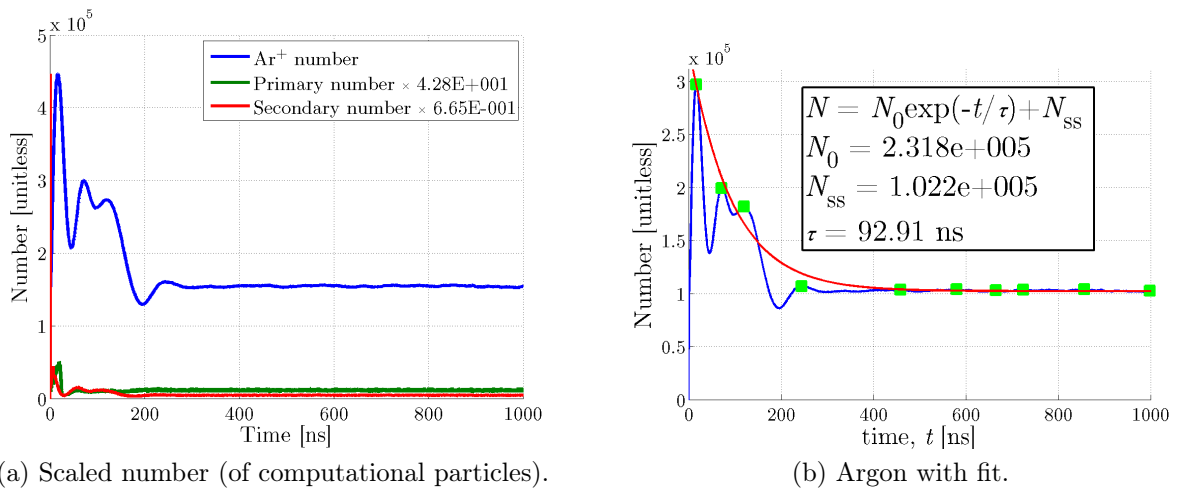 x 10^5
5
4
3
2
1
0
0 200 400 600 800 1000
Number [unitless]
Time [ns]
Ar+ number
Primary number × 4.28E+001
Secondary number × 6.65E-001
(a) Scaled number (of computational particles).
x 10^5
3
2.5
2
1.5
1
0.5
0
0 200 400 600 800 1000
Number [unitless]
time, t [ns]
N = N0exp(-t/τ)+Nss
N0 = 2.318e+005
Nss = 1.022e+005
τ = 92.91 ns
(b) Argon with fit.